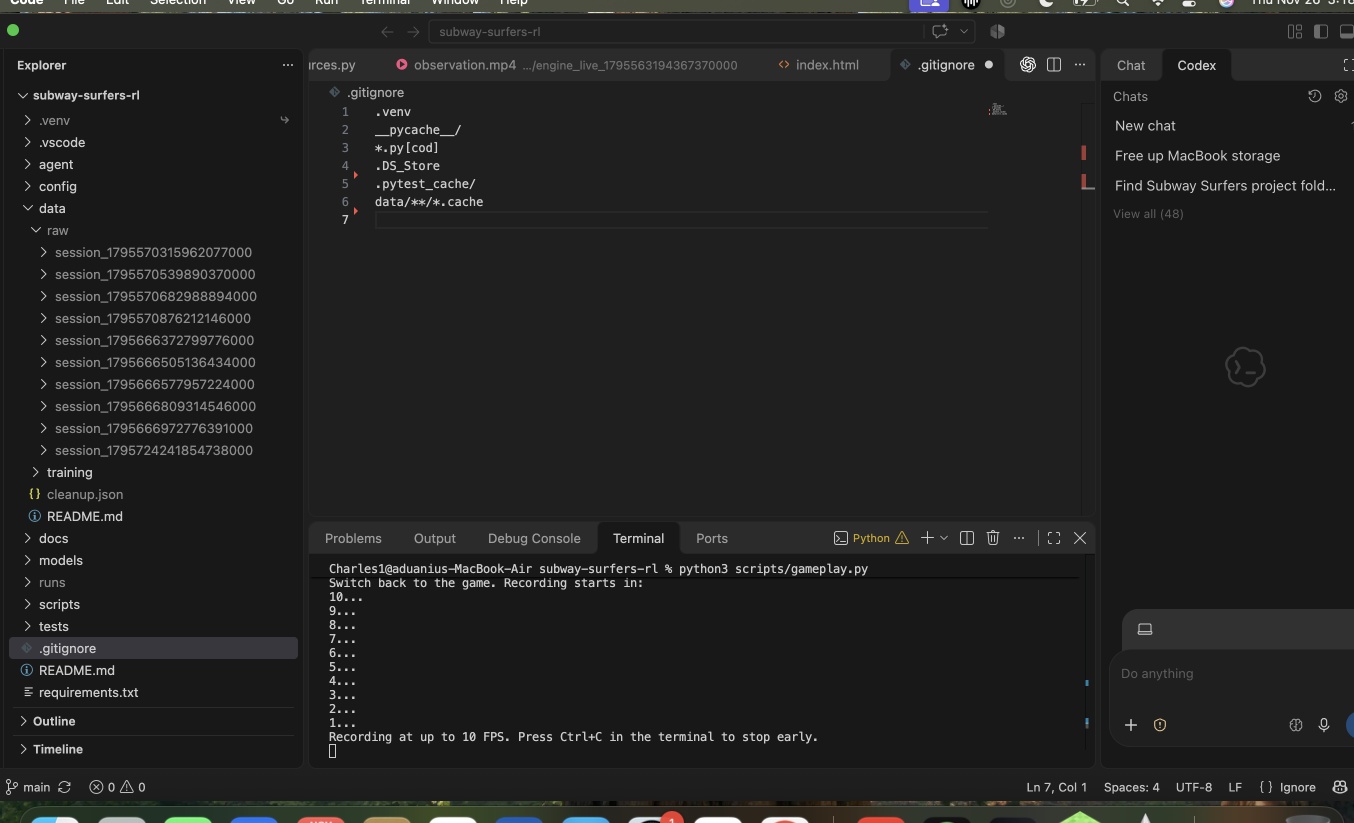 Code File Edit Selection View Go Run Terminal Window Help
subway-surfers-rl
Explorer
subway-surfers-rl
.venv
.vscode
agent
config
data
raw
session_1795570315962077000
session_1795570539890370000
session_1795570682988894000
session_1795570876212146000
session_1795666372799776000
session_1795666505136434000
session_1795666577957224000
session_1795666809314546000
session_1795666972776391000
session_1795724241854738000
training
cleanup.json
README.md
docs
models
runs
scripts
tests
.gitignore
README.md
requirements.txt
Outline
Timeline
rces.py observation.mp4 .../engine_live_1795563194367370000 index.html .gitignore
.gitignore
1 .venv
2 __pycache__/
3 *.py[cod]
4 .DS_Store
5 .pytest_cache/
6 data/**/*.cache
7
Problems Output Debug Console Terminal Ports Python
Charles1@aduanius-MacBook-Air subway-surfers-rl % python3 scripts/gameplay.py
Switch back to the game. Recording starts in:
10...
9...
8...
7...
6...
5...
4...
3...
2...
1...
Recording at up to 10 FPS. Press Ctrl+C in the terminal to stop early.
Chat Codex
Chats
New chat
Free up MacBook storage
Find Subway Surfers project fold...
View all (48)
Do anything
main 0 0
Ln 7, Col 1 Spaces: 4 UTF-8 LF { } Ignore